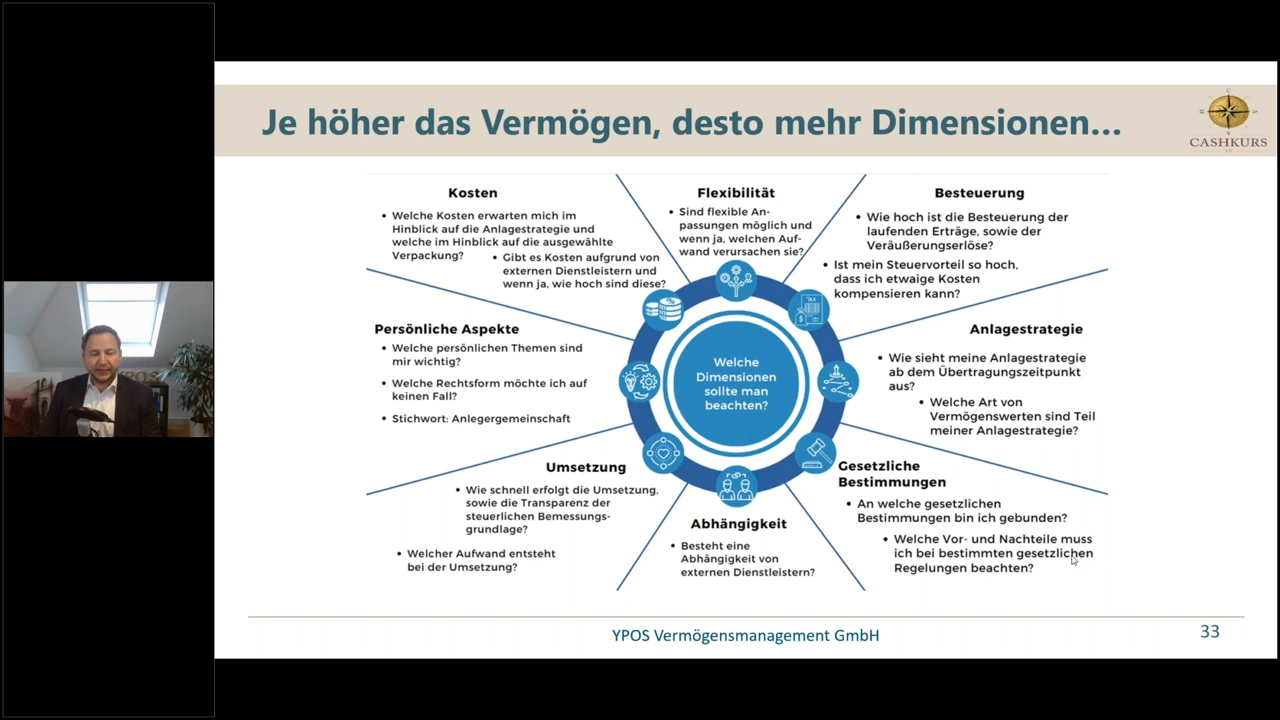 Je höher das Vermögen, desto mehr Dimensionen...
CASHKURS
Kosten
• Welche Kosten erwarten mich im
Hinblick auf die Anlagestrategie und
welche im Hinblick auf die ausgewählte
Verpackung?
• Gibt es Kosten aufgrund von
externen Dienstleistern und
wenn ja, wie hoch sind diese?
Flexibilität
• Sind flexible An-
passungen möglich und
wenn ja, welchen Auf-
wand verursachen sie?
Besteuerung
• Wie hoch ist die Besteuerung der
laufenden Erträge, sowie der
Veräußerungserlöse?
• Ist mein Steuervorteil so hoch,
dass ich etwaige Kosten
kompensieren kann?
Persönliche Aspekte
• Welche persönlichen Themen sind
mir wichtig?
• Welche Rechtsform möchte ich auf
keinen Fall?
• Stichwort: Anlegergemeinschaft
TAX
Welche
Dimensionen
sollte man
beachten?
Anlagestrategie
• Wie sieht meine Anlagestrategie
ab dem Übertragungszeitpunkt
aus?
• Welche Art von
Vermögenswerten sind Teil
meiner Anlagestrategie?
Umsetzung
• Wie schnell erfolgt die Umsetzung,
sowie die Transparenz der
steuerlichen Bemessungs-
grundlage?
• Welcher Aufwand entsteht
bei der Umsetzung?
Abhängigkeit
• Besteht eine
Abhängigkeit von
externen Dienstleistern?
Gesetzliche
Bestimmungen
• An welche gesetzlichen
Bestimmungen bin ich gebunden?
• Welche Vor- und Nachteile muss
ich bei bestimmten gesetzlichen
Regelungen beachten?
YPOS Vermögensmanagement GmbH
33